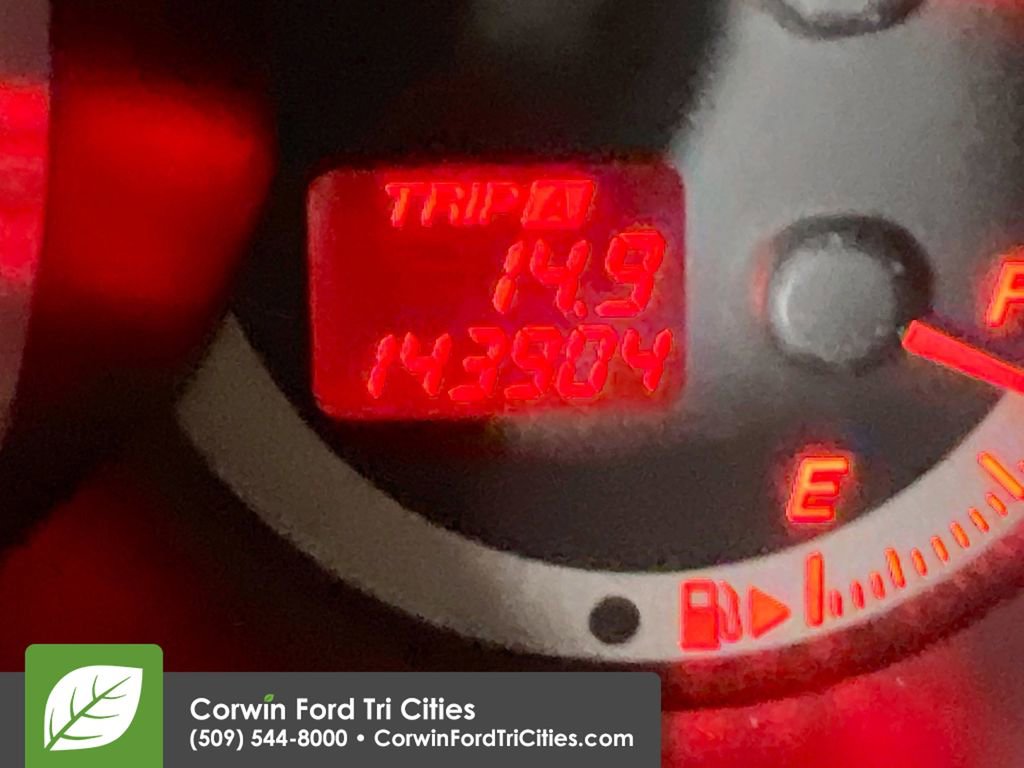 TRIP A
14.9
143904
F
E
Corwin Ford Tri Cities
(509) 544-8000 • CorwinFordTriCities.com